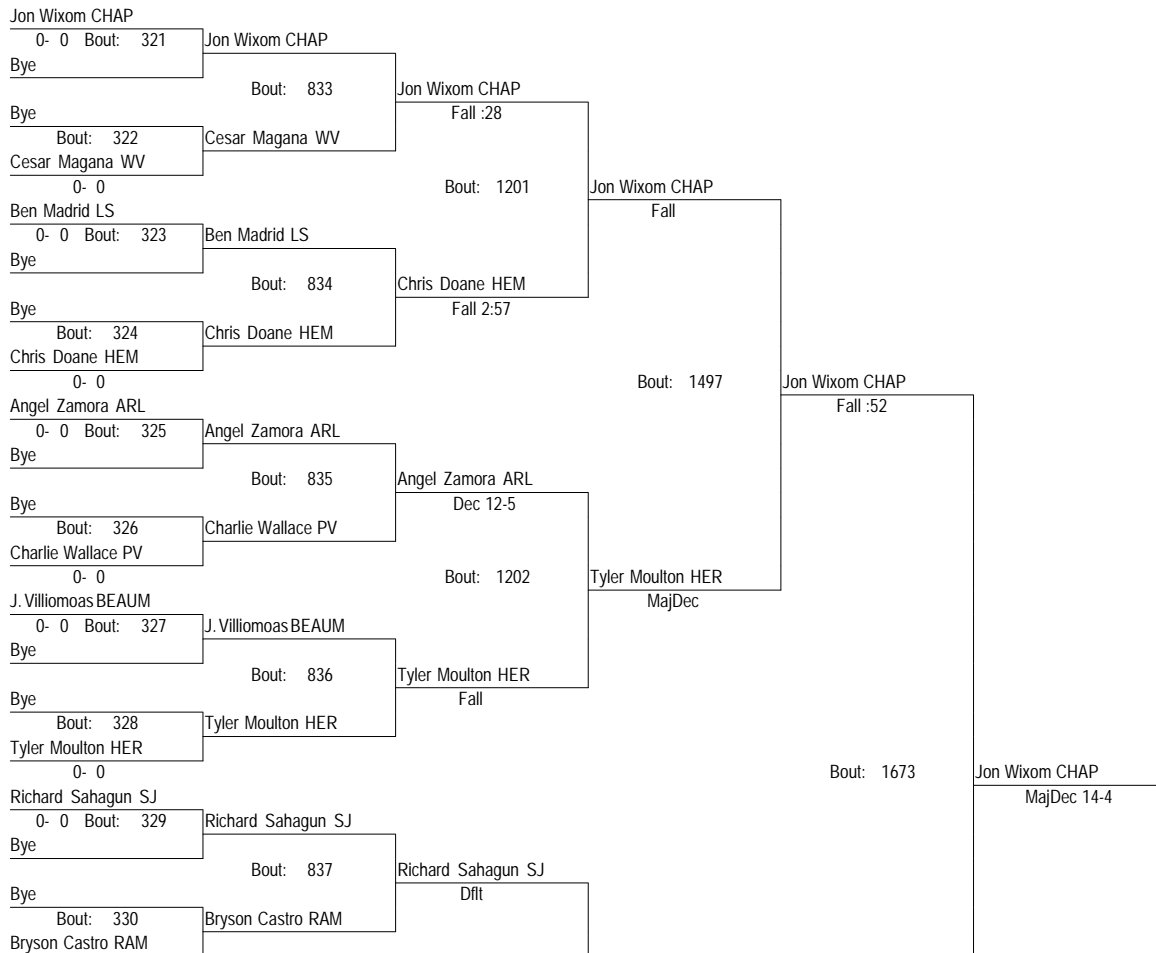 Jon Wixom CHAP
0- 0 Bout: 321 Jon Wixom CHAP
Bye
Bout: 833 Jon Wixom CHAP
Bye Fall :28
Bout: 322 Cesar Magana WV
Cesar Magana WV
0- 0 Bout: 1201 Jon Wixom CHAP
Ben Madrid LS Fall
0- 0 Bout: 323 Ben Madrid LS
Bye
Bout: 834 Chris Doane HEM
Bye Fall 2:57
Bout: 324 Chris Doane HEM
Chris Doane HEM
0- 0 Bout: 1497 Jon Wixom CHAP
Angel Zamora ARL Fall :52
0- 0 Bout: 325 Angel Zamora ARL
Bye
Bout: 835 Angel Zamora ARL
Bye Dec 12-5
Bout: 326 Charlie Wallace PV
Charlie Wallace PV
0- 0 Bout: 1202 Tyler Moulton HER
J. Villiomoas BEAUM MajDec
0- 0 Bout: 327 J. Villiomoas BEAUM
Bye
Bout: 836 Tyler Moulton HER
Bye Fall
Bout: 328 Tyler Moulton HER
Tyler Moulton HER
0- 0 Bout: 1673 Jon Wixom CHAP
Richard Sahagun SJ MajDec 14-4
0- 0 Bout: 329 Richard Sahagun SJ
Bye
Bout: 837 Richard Sahagun SJ
Bye Dflt
Bout: 330 Bryson Castro RAM
Bryson Castro RAM